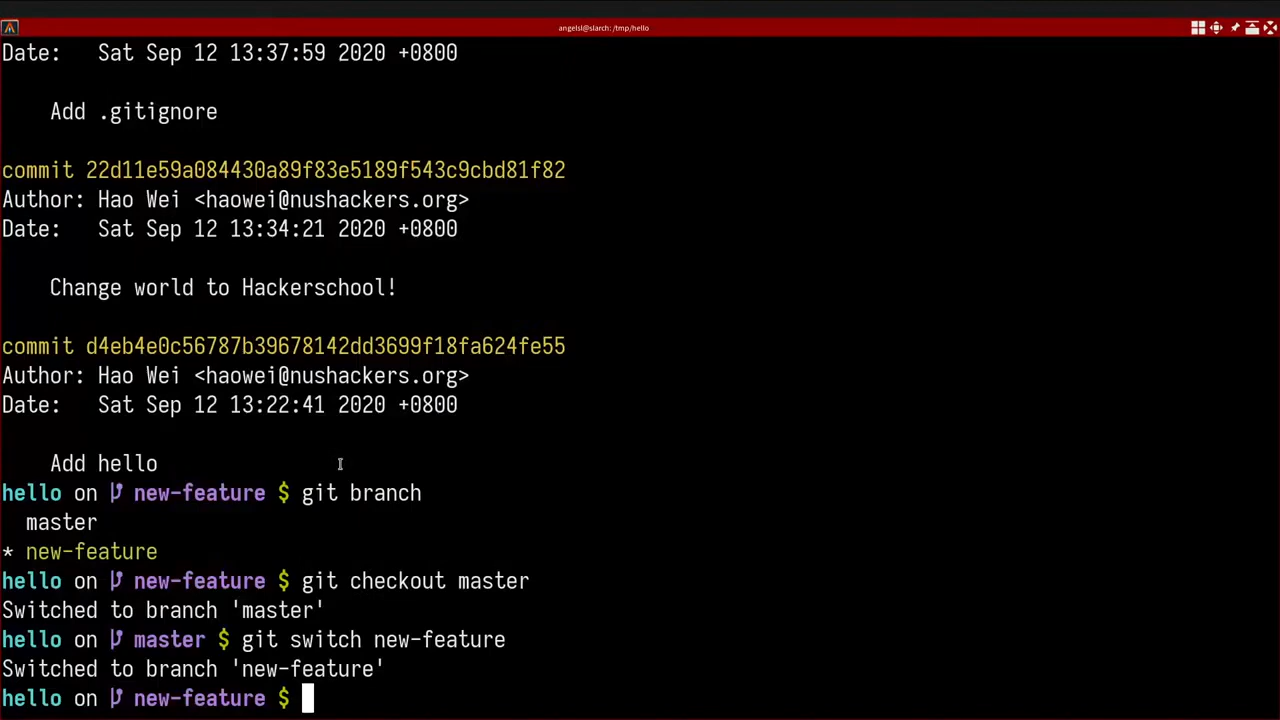 angelsl@slarch: /tmp/hello
Date:   Sat Sep 12 13:37:59 2020 +0800
    Add .gitignore
commit 22d11e59a084430a89f83e5189f543c9cbd81f82
Author: Hao Wei <haowei@nushackers.org>
Date:   Sat Sep 12 13:34:21 2020 +0800
    Change world to Hackerschool!
commit d4eb4e0c56787b39678142dd3699f18fa624fe55
Author: Hao Wei <haowei@nushackers.org>
Date:   Sat Sep 12 13:22:41 2020 +0800
    Add hello
hello on new-feature $ git branch
  master
* new-feature
hello on new-feature $ git checkout master
Switched to branch 'master'
hello on master $ git switch new-feature
Switched to branch 'new-feature'
hello on new-feature $